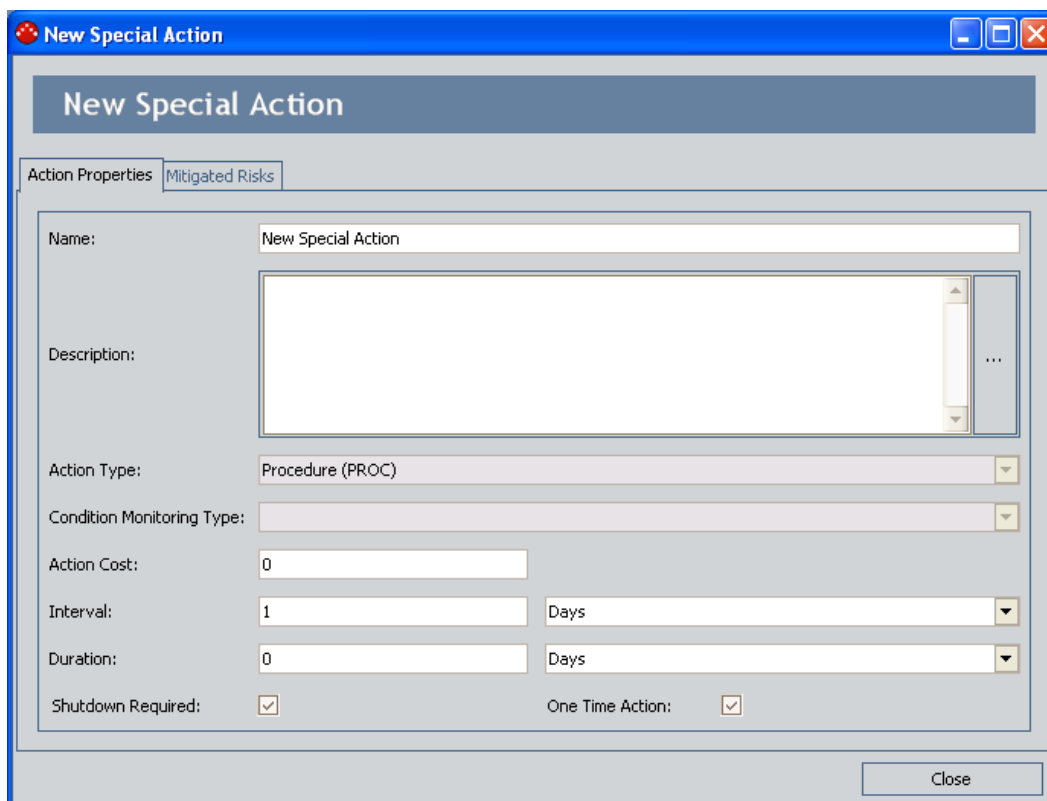 New Special Action
New Special Action
Action Properties Mitigated Risks
Name: New Special Action
Description: ...
Action Type: Procedure (PROC)
Condition Monitoring Type:
Action Cost: 0
Interval: 1 Days
Duration: 0 Days
Shutdown Required: One Time Action:
Close